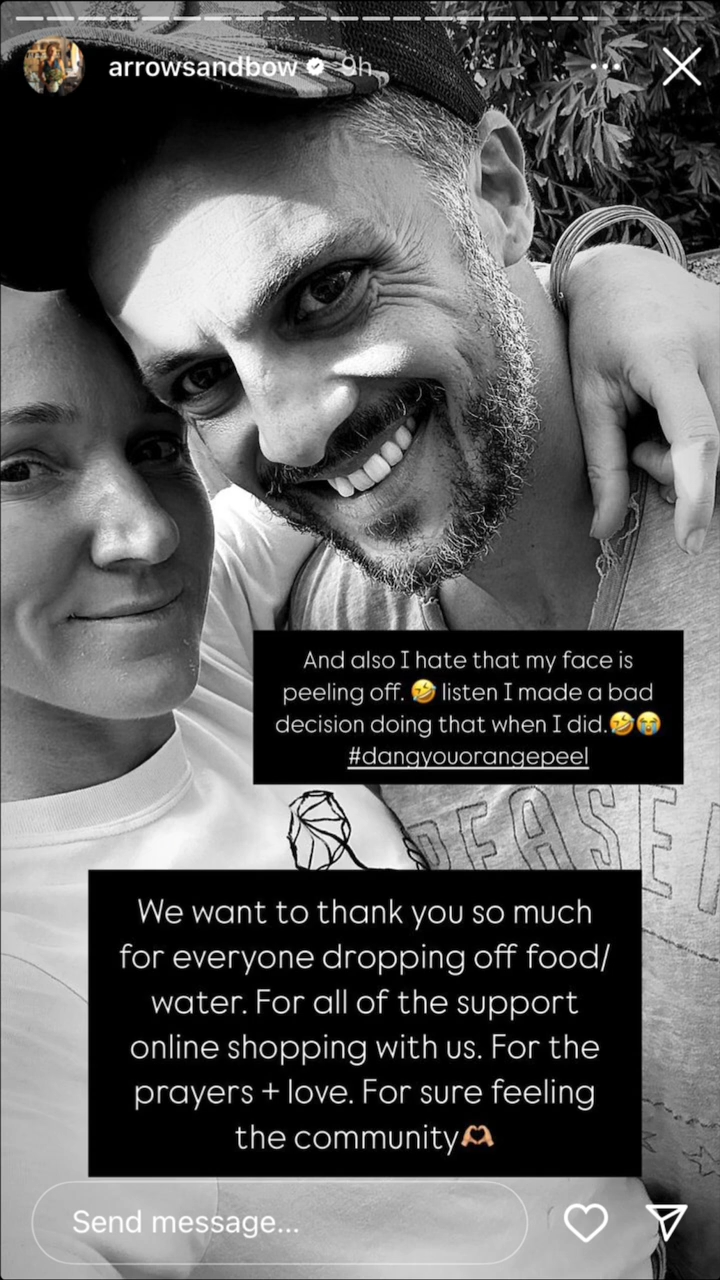 arrowsandbow 9h
And also I hate that my face is
peeling off. 🤣 listen I made a bad
decision doing that when I did.🤣😭
#dangyouorangepeel
We want to thank you so much
for everyone dropping off food/
water. For all of the support
online shopping with us. For the
prayers + love. For sure feeling
the community🫶🏼
Send message...